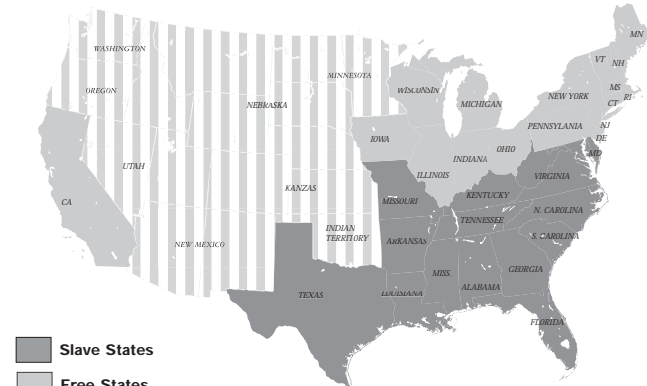 MN
WASHINGTON
VT
NH
MINNESOTA
OREGON
MS
WISCUNSIN
NEW YORK
RI
NEBRASKA
MICHIGAN
CT
PENNSYLANIA
NJ
IOWA
OHIO
DE
INDIANA
MD
UTAH
ILLINOIS
VIRGINIA
KANZAS
KENTUCKY
CA
MISSOURI
N. CAROLINA
TENNESSEE
INDIAN
TERRITORY
S. CAROLINA
ARKANSAS
NEW MEXICO
GEORGIA
MISS.
ALABAMA
TEXAS
LOUISIANA
FLORIDA
Slave States
Free States